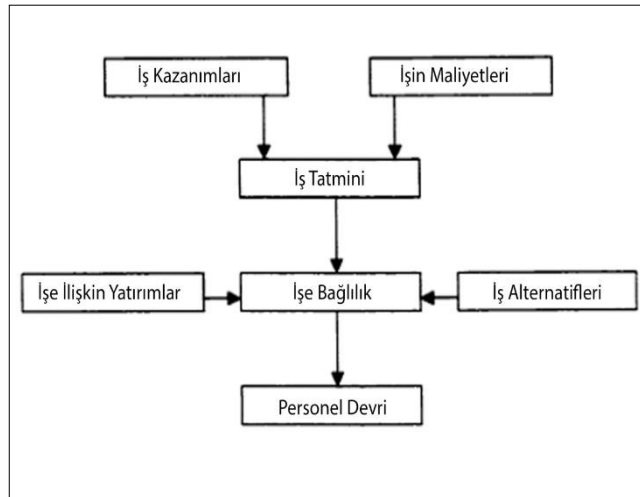 İş Kazanımları
İşin Maliyetleri
İş Tatmini
İşe İlişkin Yatırımlar
İşe Bağlılık
İş Alternatifleri
Personel Devri